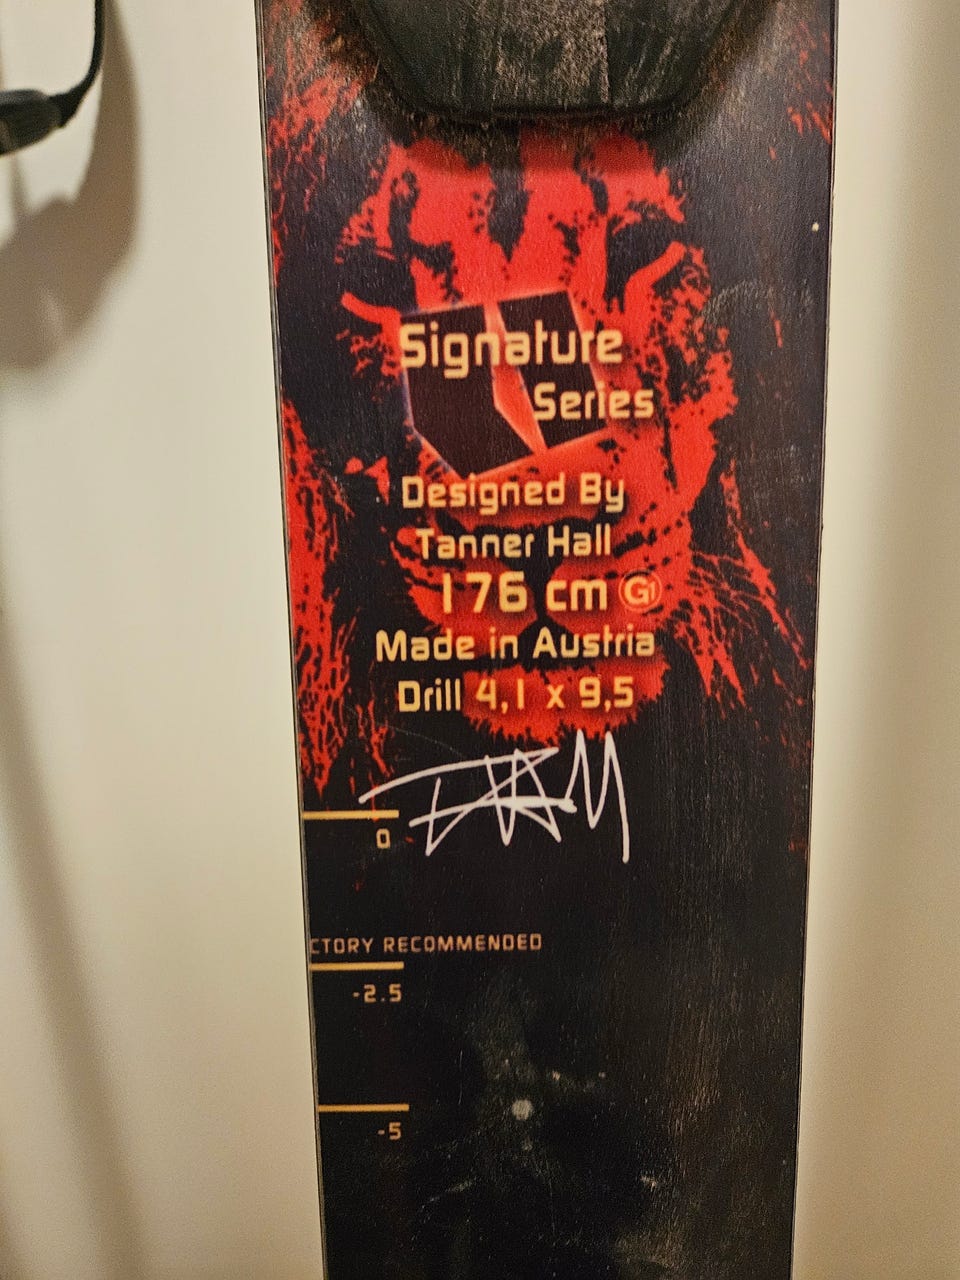 Signature
Series
Designed By
Tanner Hall
176 cm G1
Made in Austria
Drill 4,1 x 9,5
0
CTORY RECOMMENDED
-2.5
-5